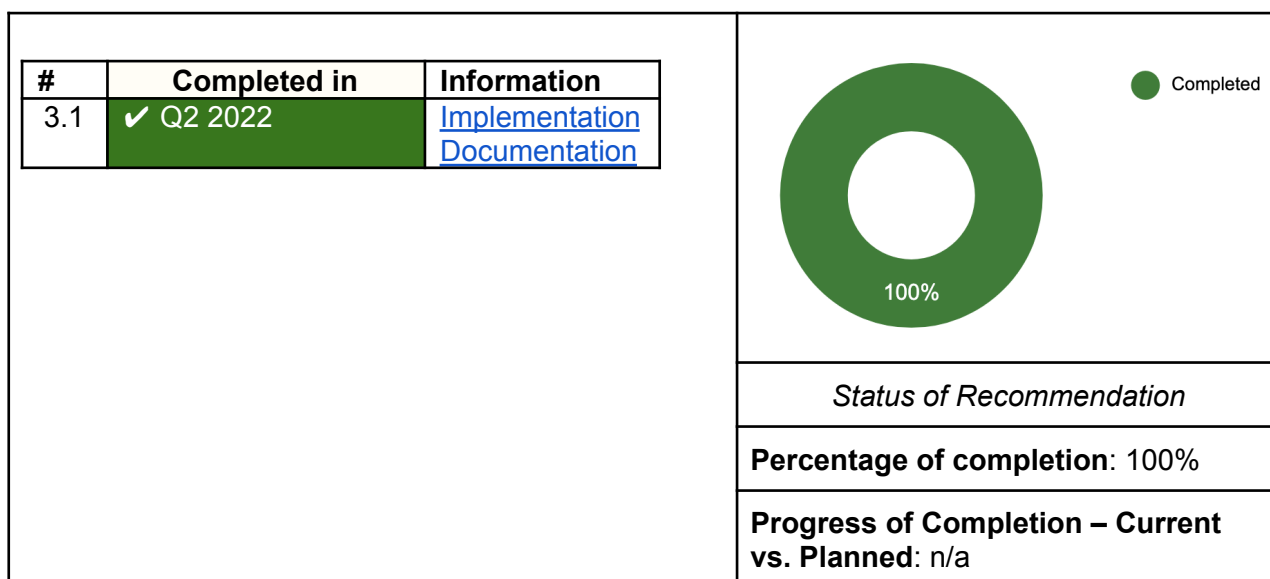 # Completed in Information
3.1 ✔ Q2 2022 Implementation
Documentation
Completed
100%
Status of Recommendation
Percentage of completion: 100%
Progress of Completion – Current
vs. Planned: n/a